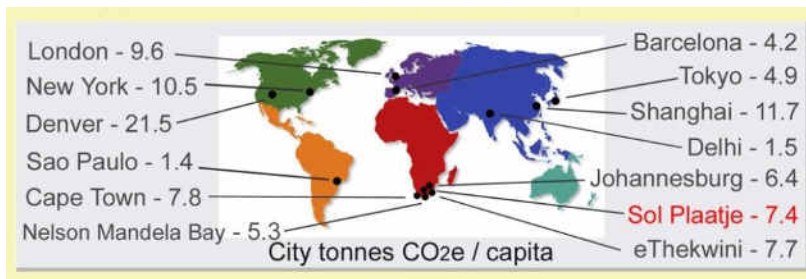 London - 9.6
New York - 10.5
Denver - 21.5
Sao Paulo - 1.4
Cape Town - 7.8
Nelson Mandela Bay - 5.3
Barcelona - 4.2
Tokyo - 4.9
Shanghai - 11.7
Delhi - 1.5
Johannesburg - 6.4
Sol Plaatje - 7.4
eThekwini - 7.7
City tonnes CO2e / capita